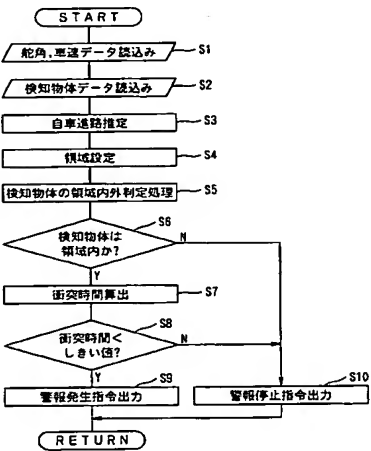 START
舵角,車速データ読込み
S1
検知物体データ読込み
S2
自車進路推定
S3
領域設定
S4
検知物体の領域内外判定処理
S5
S6
検知物体は
領域内か?
N
Y
衝突時間算出
S7
S8
衝突時間<
しきい値?
N
Y
S9
警報発生指令出力
S10
警報停止指令出力
RETURN